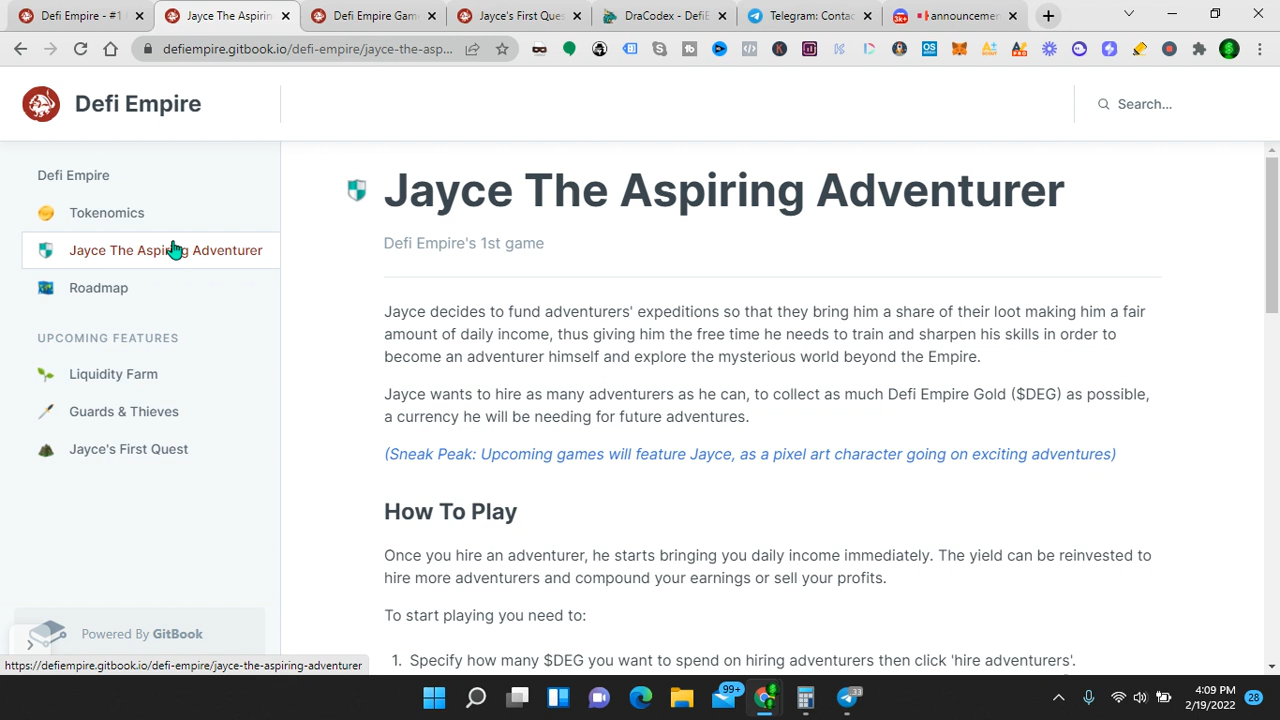 Defi Empire - #1
Jayce The Aspirin
Defi Empire Gam
Jayce's First Ques
DraCodex - DefiE
Telegram: Contac
announcemen
defiempire.gitbook.io/defi-empire/jayce-the-asp...
Defi Empire
Search...
Defi Empire
Tokenomics
Jayce The Aspiring Adventurer
Roadmap
UPCOMING FEATURES
Liquidity Farm
Guards & Thieves
Jayce's First Quest
Powered By GitBook
Jayce The Aspiring Adventurer
Defi Empire's 1st game
Jayce decides to fund adventurers' expeditions so that they bring him a share of their loot making him a fair
amount of daily income, thus giving him the free time he needs to train and sharpen his skills in order to
become an adventurer himself and explore the mysterious world beyond the Empire.
Jayce wants to hire as many adventurers as he can, to collect as much Defi Empire Gold ($DEG) as possible,
a currency he will be needing for future adventures.
(Sneak Peak: Upcoming games will feature Jayce, as a pixel art character going on exciting adventures)
How To Play
Once you hire an adventurer, he starts bringing you daily income immediately. The yield can be reinvested to
hire more adventurers and compound your earnings or sell your profits.
To start playing you need to:
1. Specify how many $DEG you want to spend on hiring adventurers then click 'hire adventurers'.
https://defiempire.gitbook.io/defi-empire/jayce-the-aspiring-adventurer
99+
33
4:09 PM
2/19/2022
28